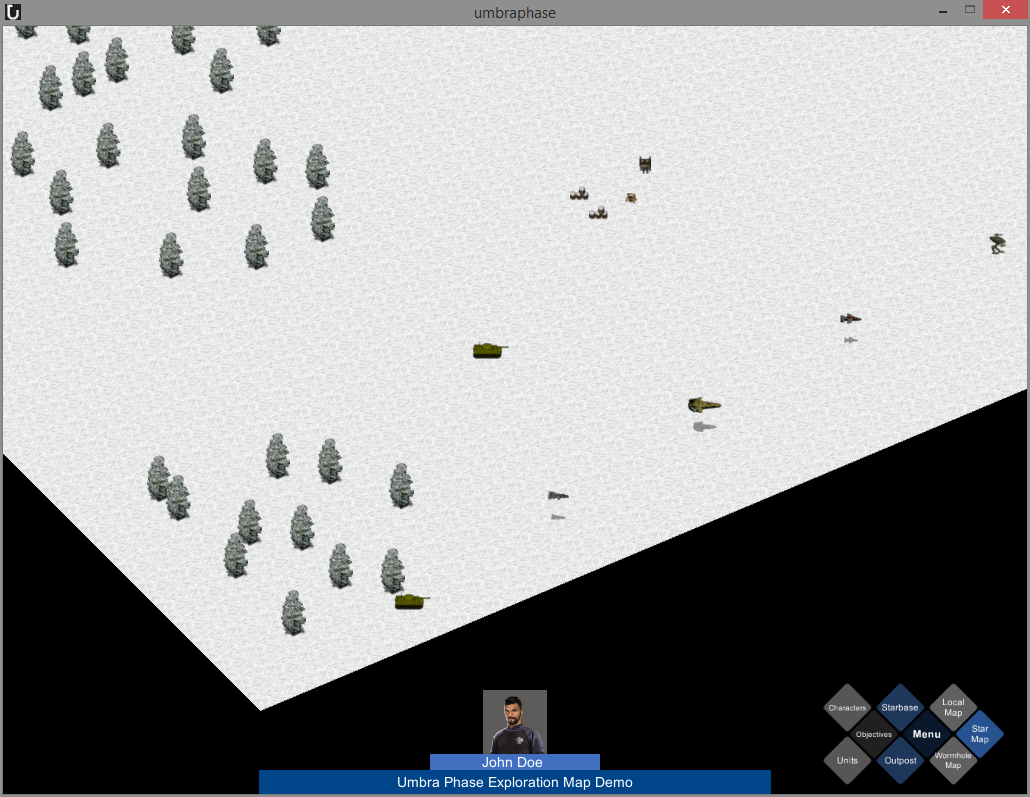 umbraphase
Characters
Starbase
Local
Map
Objectives
Menu
Star
Map
Units
Outpost
Wormhole
Map
John Doe
Umbra Phase Exploration Map Demo